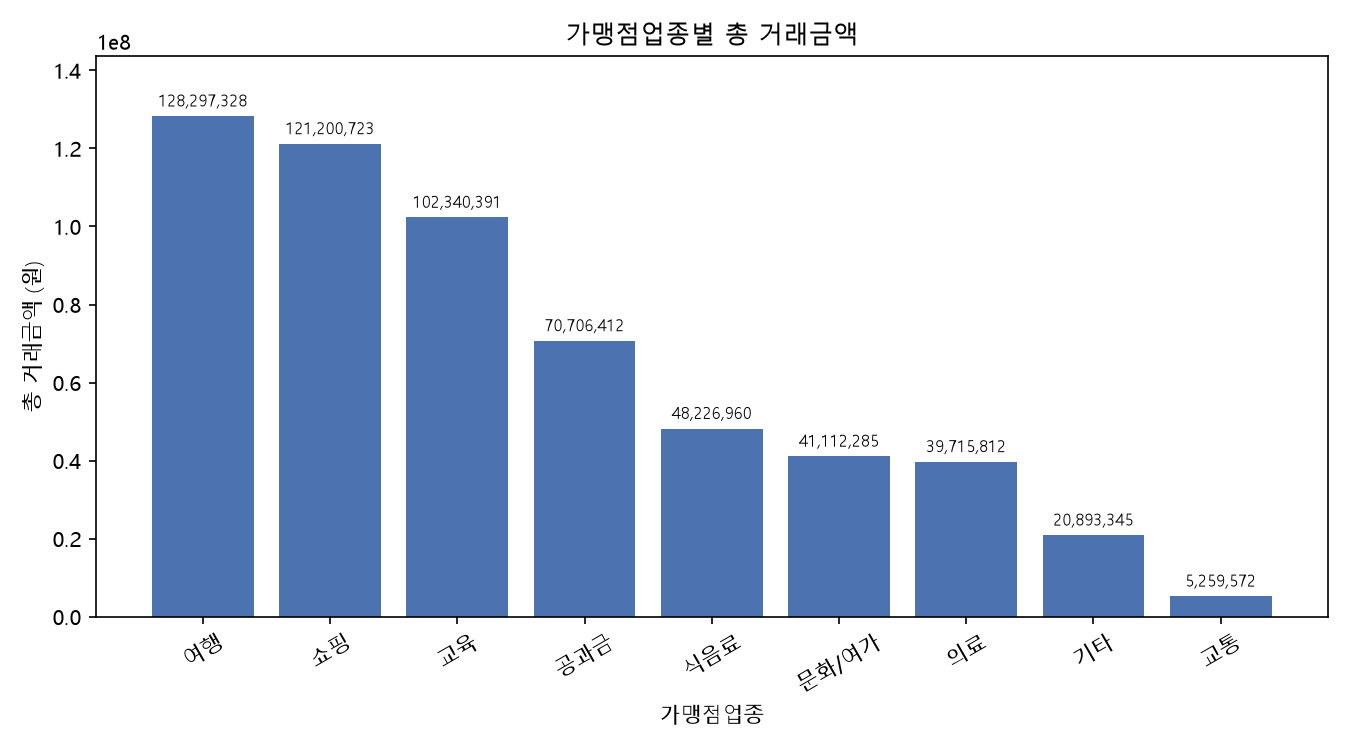 가맹점업종별 총 거래금액
1e8
1.4
1.2
1.0
0.8
0.6
0.4
0.2
0.0
총 거래금액 (원)
128,297,328
121,200,723
102,340,391
70,706,412
48,226,960
41,112,285
39,715,812
20,893,345
5,259,572
여행
쇼핑
교육
공과금
식음료
문화/여가
의료
기타
교통
가맹점업종